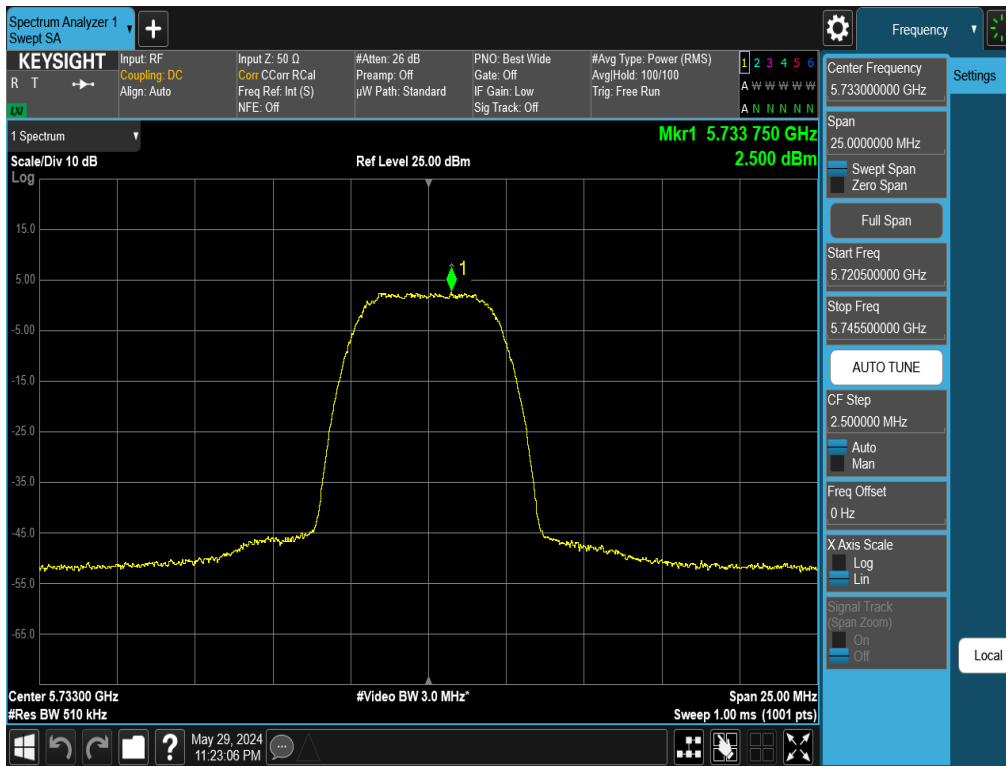 Spectrum Analyzer 1
Swept SA
Frequency
KEYSIGHT
R T
LXI
Input: RF
Coupling: DC
Align: Auto
Input Z: 50 Ω
Corr CCorr RCal
Freq Ref: Int (S)
NFE: Off
#Atten: 26 dB
Preamp: Off
µW Path: Standard
PNO: Best Wide
Gate: Off
IF Gain: Low
Sig Track: Off
#Avg Type: Power (RMS)
Avg|Hold: 100/100
Trig: Free Run
1 2 3 4 5 6
A W W W W W
A N N N N N
1 Spectrum
Scale/Div 10 dB
Log
Ref Level 25.00 dBm
Mkr1 5.733 750 GHz
2.500 dBm
1
15.0
5.00
-5.00
-15.0
-25.0
-35.0
-45.0
-55.0
-65.0
Center 5.73300 GHz
#Res BW 510 kHz
#Video BW 3.0 MHz*
Span 25.00 MHz
Sweep 1.00 ms (1001 pts)
May 29, 2024
11:23:06 PM
Center Frequency
5.733000000 GHz
Settings
Span
25.0000000 MHz
Swept Span
Zero Span
Full Span
Start Freq
5.720500000 GHz
Stop Freq
5.745500000 GHz
AUTO TUNE
CF Step
2.500000 MHz
Auto
Man
Freq Offset
0 Hz
X Axis Scale
Log
Lin
Signal Track
(Span Zoom)
On
Off
Local